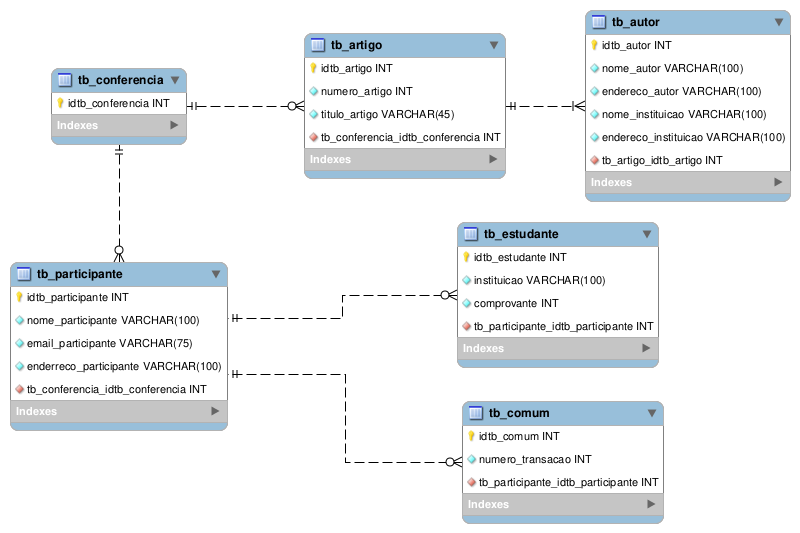 tb_conferencia
idtb_conferencia INT
Indexes
tb_artigo
idtb_artigo INT
numero_artigo INT
titulo_artigo VARCHAR(45)
tb_conferencia_idtb_conferencia INT
Indexes
tb_autor
idtb_autor INT
nome_autor VARCHAR(100)
endereco_autor VARCHAR(100)
nome_instituicao VARCHAR(100)
endereco_instituicao VARCHAR(100)
tb_artigo_idtb_artigo INT
Indexes
tb_participante
idtb_participante INT
nome_participante VARCHAR(100)
email_participante VARCHAR(75)
enderreco_participante VARCHAR(100)
tb_conferencia_idtb_conferencia INT
Indexes
tb_estudante
idtb_estudante INT
instituicao VARCHAR(100)
comprovante INT
tb_participante_idtb_participante INT
Indexes
tb_comum
idtb_comum INT
numero_transacao INT
tb_participante_idtb_participante INT
Indexes